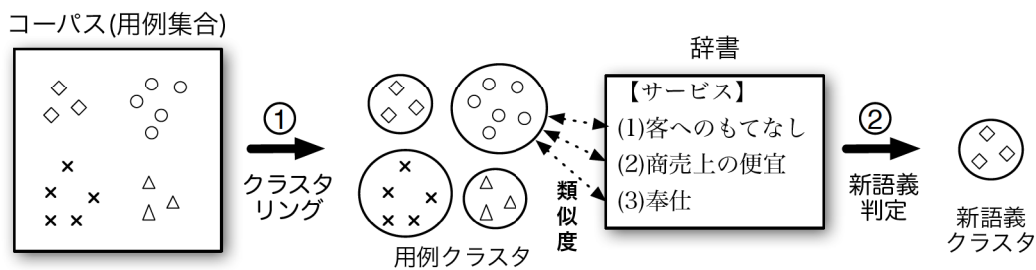 コーパス(用例集合)
①
クラスタ
リング
用例クラスタ
類似度
辞書
【サービス】
(1)客へのもてなし
(2)商売上の便宜
(3)奉仕
②
新語義
判定
新語義
クラスタ